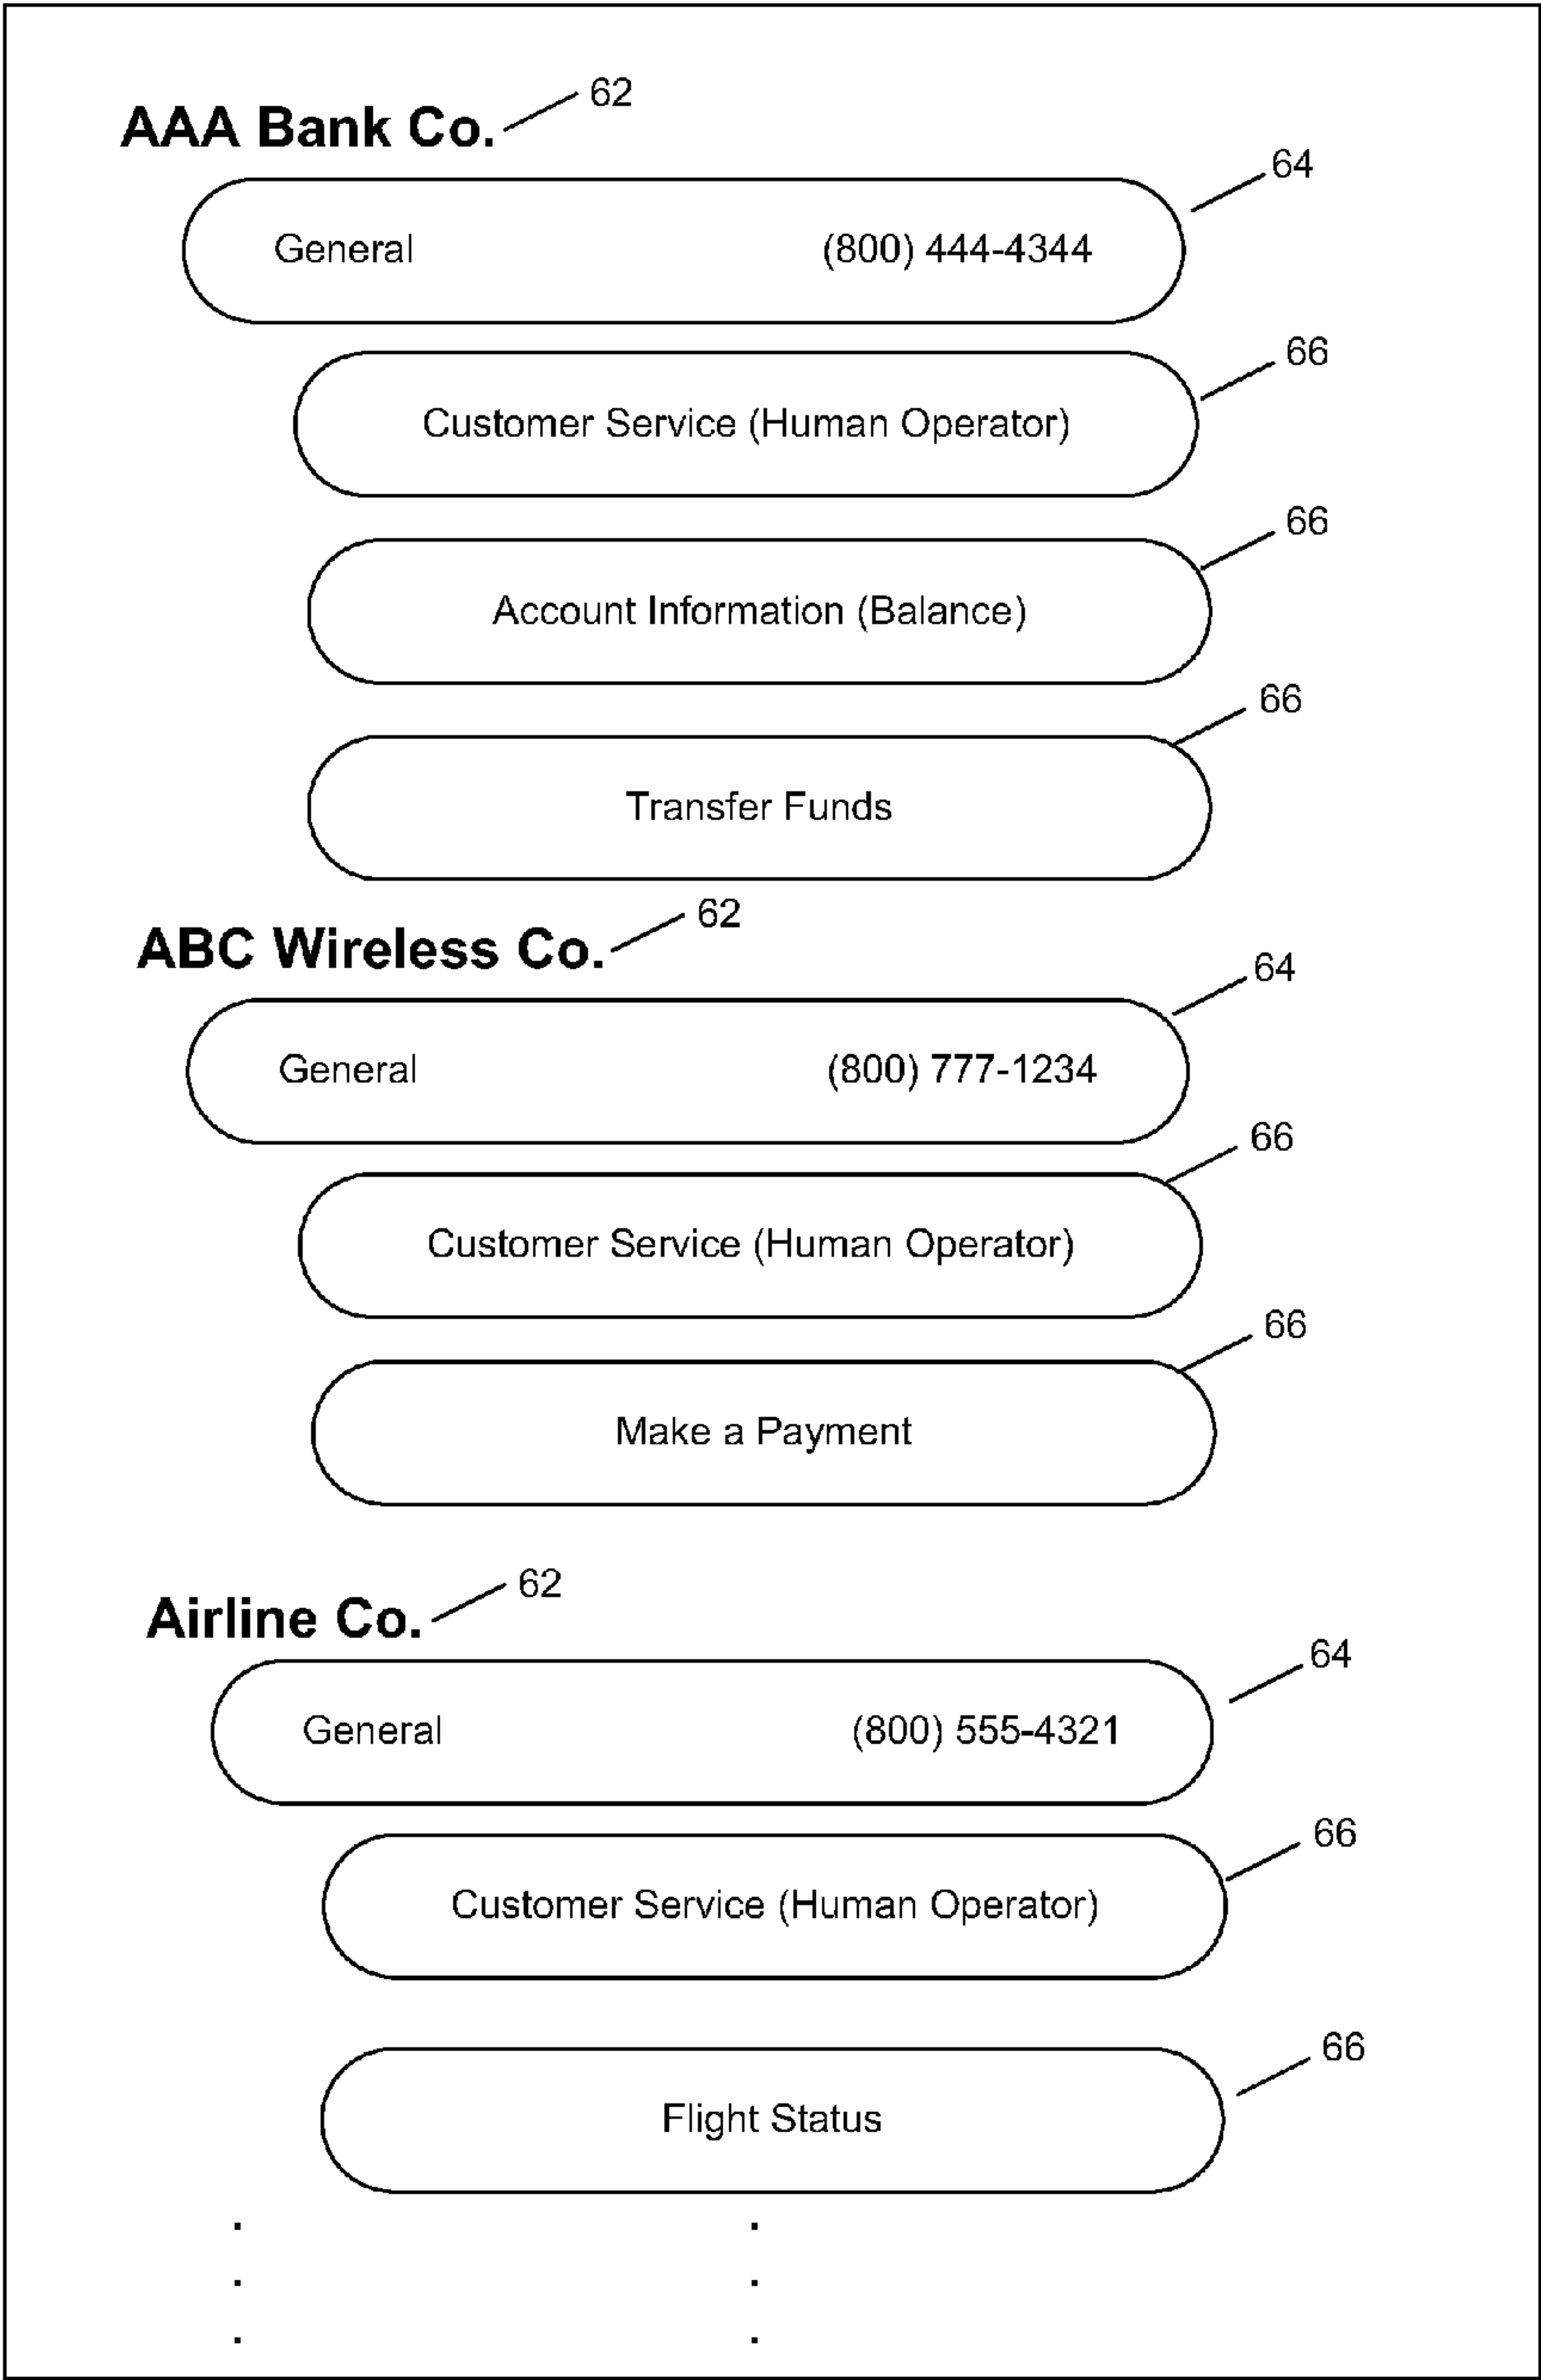 62
AAA Bank Co.
64
General (800) 444-4344
66
Customer Service (Human Operator)
66
Account Information (Balance)
66
Transfer Funds
62
ABC Wireless Co.
64
General (800) 777-1234
66
Customer Service (Human Operator)
66
Make a Payment
62
Airline Co.
64
General (800) 555-4321
66
Customer Service (Human Operator)
66
Flight Status